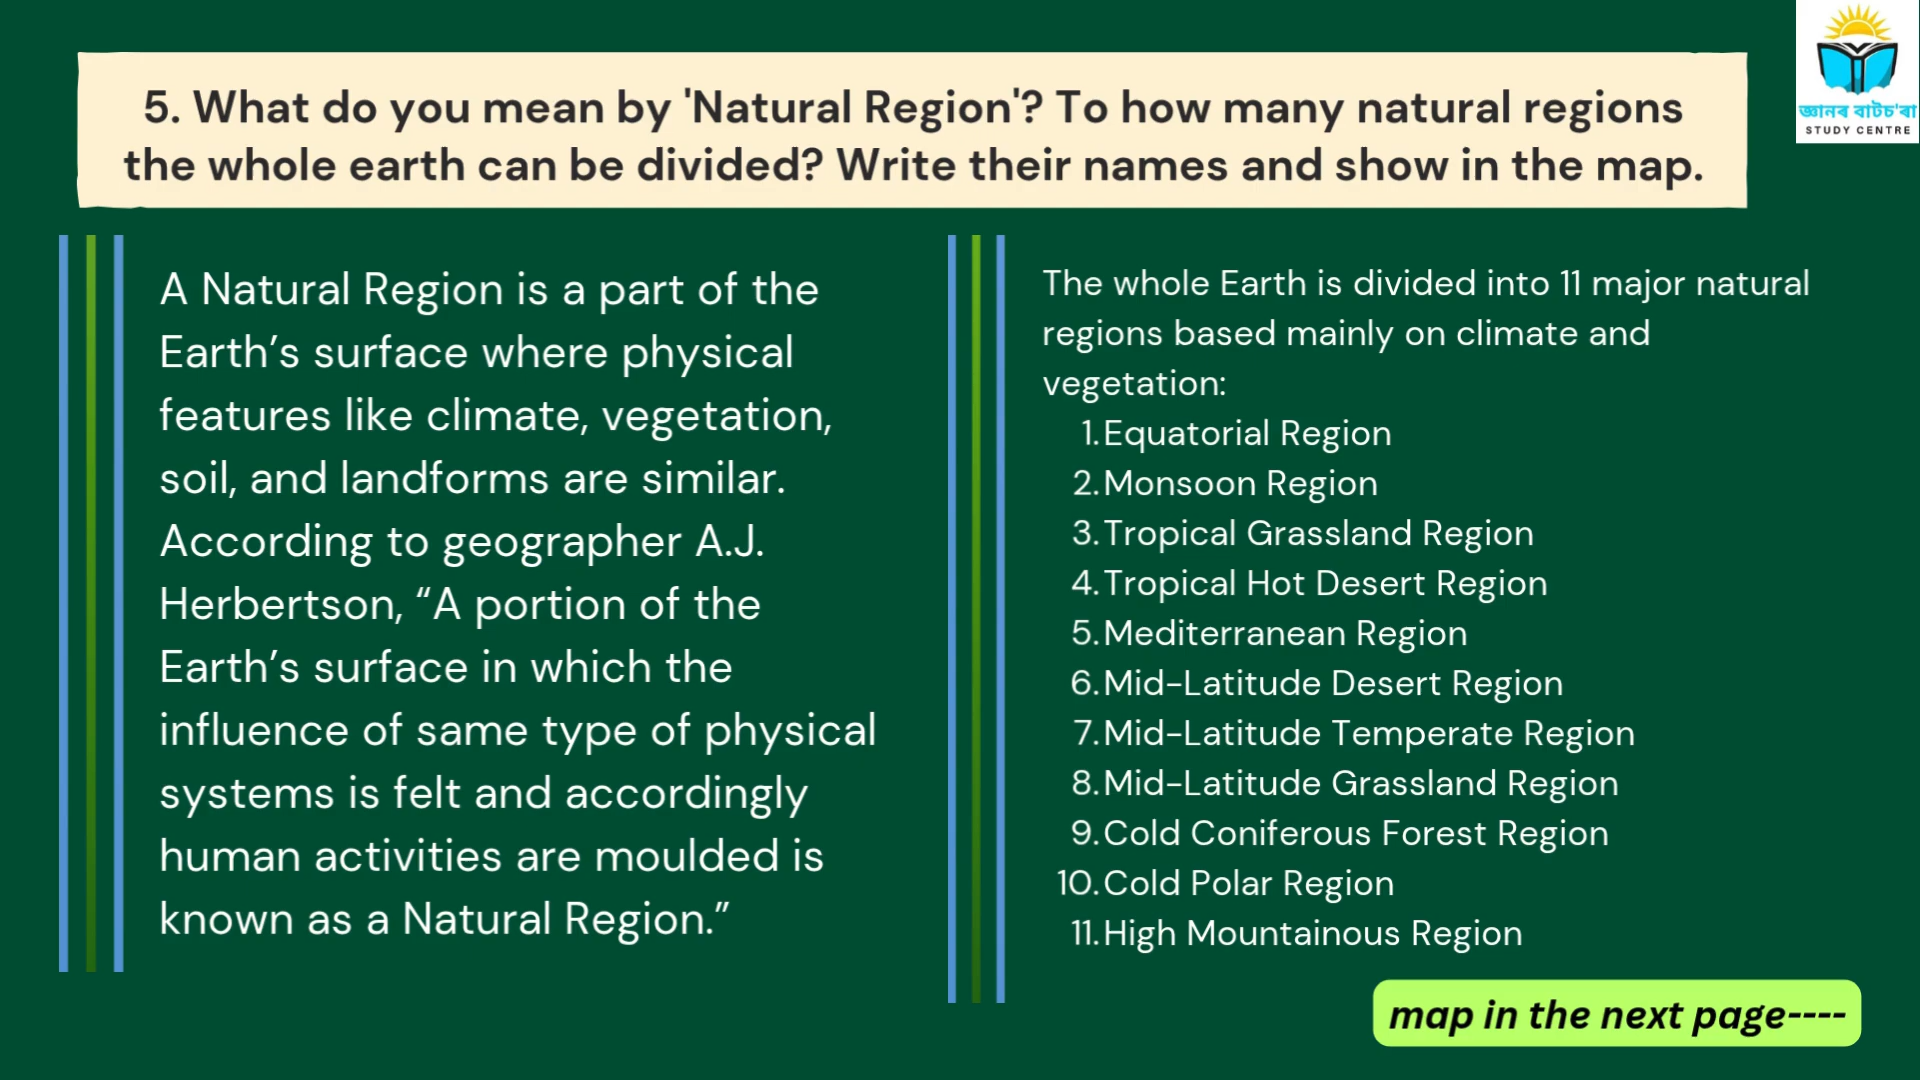 5. What do you mean by 'Natural Region'? To how many natural regions
the whole earth can be divided? Write their names and show in the map.
জ্ঞানৰ বাটচ'ৰা
STUDY CENTRE
A Natural Region is a part of the
Earth’s surface where physical
features like climate, vegetation,
soil, and landforms are similar.
According to geographer A.J.
Herbertson, “A portion of the
Earth’s surface in which the
influence of same type of physical
systems is felt and accordingly
human activities are moulded is
known as a Natural Region.”
The whole Earth is divided into 11 major natural
regions based mainly on climate and
vegetation:
1. Equatorial Region
2. Monsoon Region
3. Tropical Grassland Region
4. Tropical Hot Desert Region
5. Mediterranean Region
6. Mid-Latitude Desert Region
7. Mid-Latitude Temperate Region
8. Mid-Latitude Grassland Region
9. Cold Coniferous Forest Region
10. Cold Polar Region
11. High Mountainous Region
map in the next page----